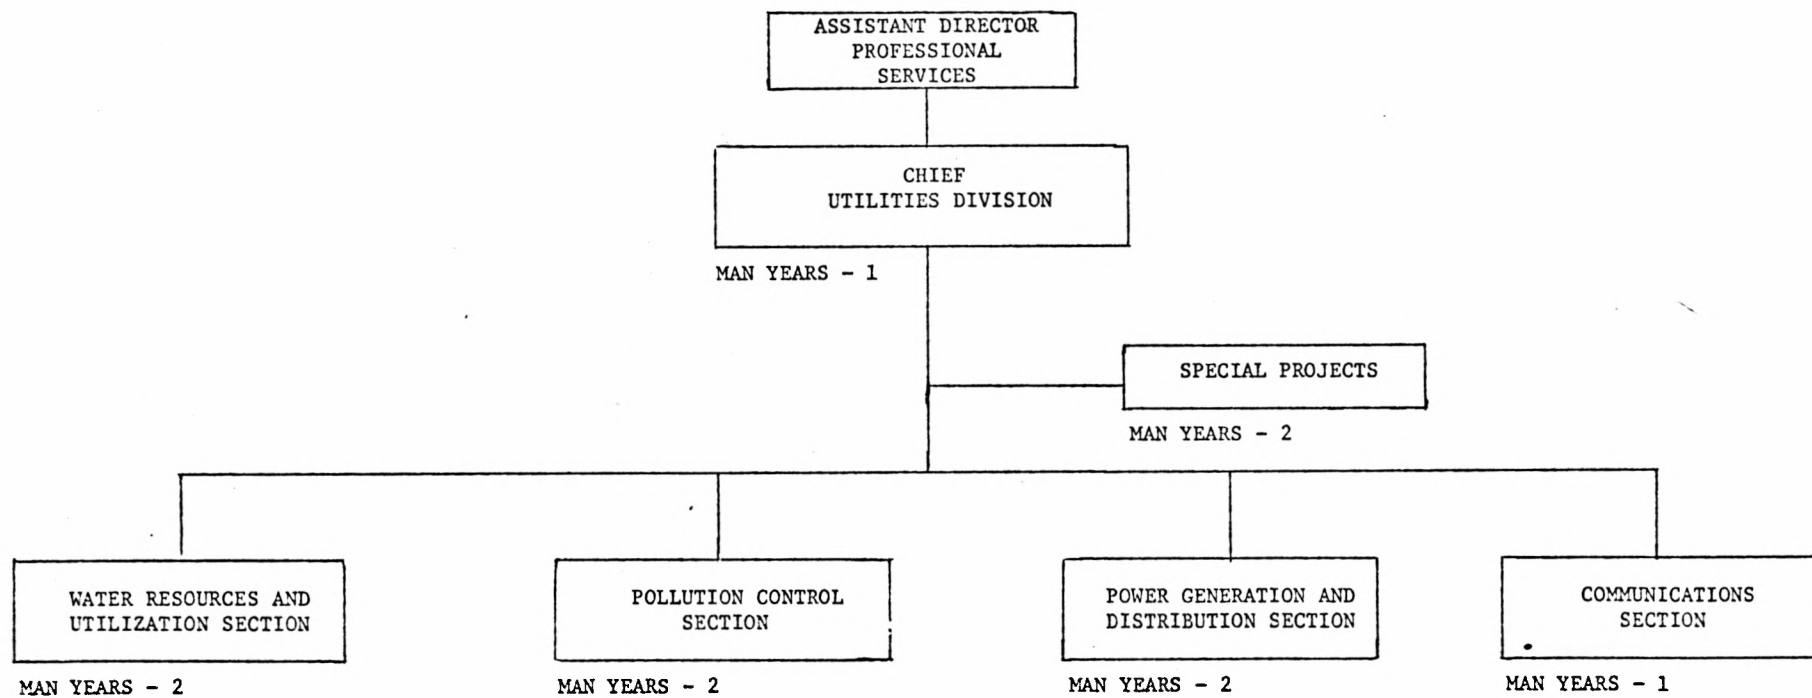 ASSISTANT DIRECTOR
PROFESSIONAL
SERVICES
CHIEF
UTILITIES DIVISION
MAN YEARS - 1
SPECIAL PROJECTS
MAN YEARS - 2
WATER RESOURCES AND
UTILIZATION SECTION
MAN YEARS - 2
POLLUTION CONTROL
SECTION
MAN YEARS - 2
POWER GENERATION AND
DISTRIBUTION SECTION
MAN YEARS - 2
COMMUNICATIONS
SECTION
MAN YEARS - 1